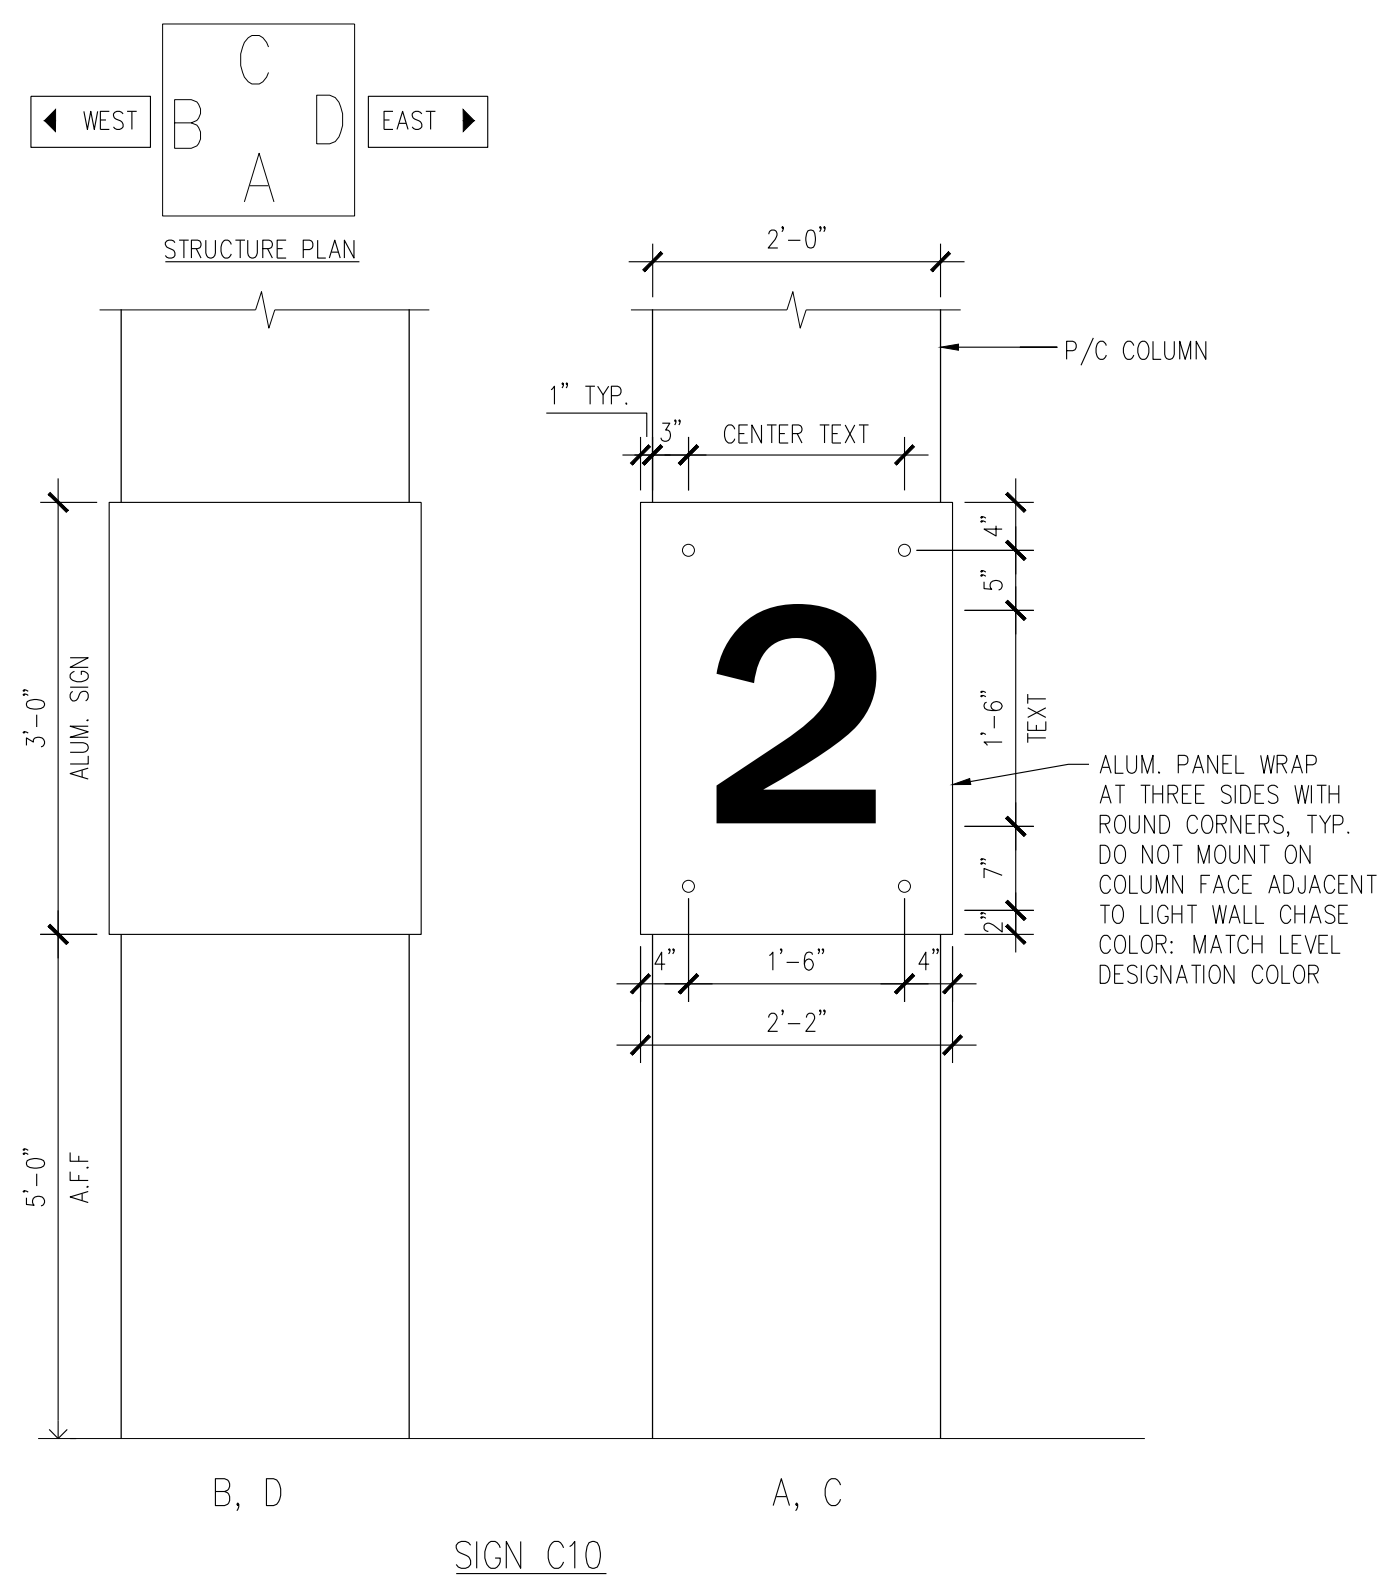 C
WEST B D EAST
A
STRUCTURE PLAN
2'-0"
P/C COLUMN
1" TYP.
3" CENTER TEXT
4"
5"
2
3'-0"
ALUM. SIGN
1'-6"
TEXT
ALUM. PANEL WRAP
AT THREE SIDES WITH
ROUND CORNERS, TYP.
DO NOT MOUNT ON
COLUMN FACE ADJACENT
TO LIGHT WALL CHASE
COLOR: MATCH LEVEL
DESIGNATION COLOR
7"
2"
4" 1'-6" 4"
2'-2"
5'-0"
A.F.F
B, D
A, C
SIGN C10